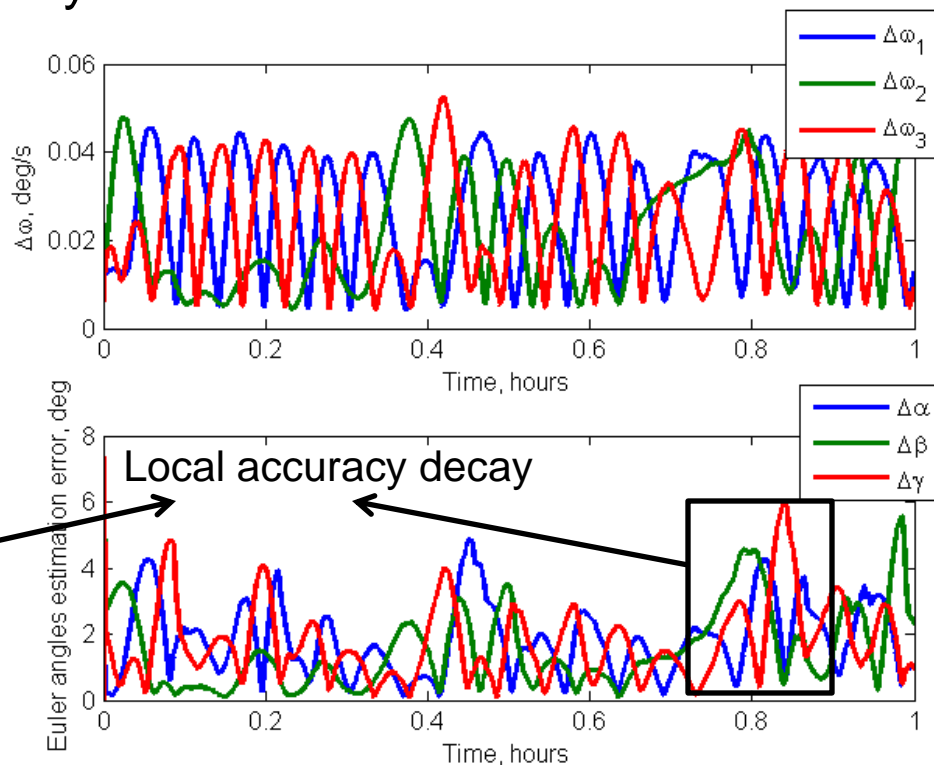 y
Δω, deg/s
0.06
0.04
0.02
0
0
0.2
0.4
0.6
0.8
1
Time, hours
Δω₁
Δω₂
Δω₃
Euler angles estimation error, deg
8
6
4
2
0
Local accuracy decay
0
0.2
0.4
0.6
0.8
1
Time, hours
Δα
Δβ
Δγ